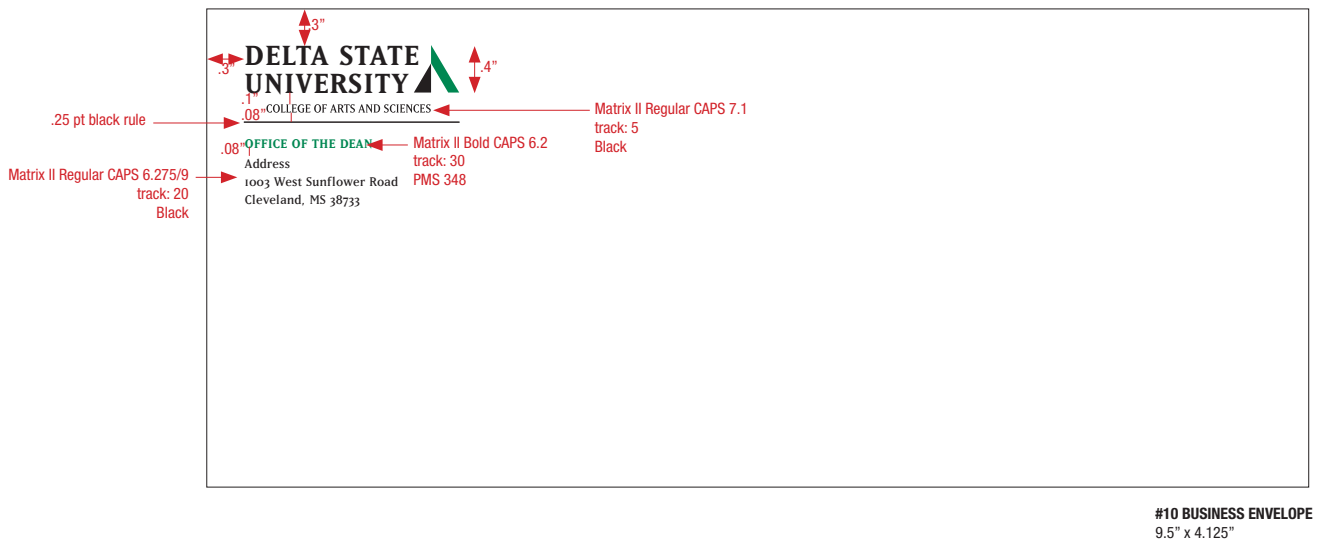 .3”
.3”
DELTA STATE
UNIVERSITY
.4”
.1”
COLLEGE OF ARTS AND SCIENCES
.08”
Matrix II Regular CAPS 7.1
track: 5
Black
.25 pt black rule
.08”
OFFICE OF THE DEAN
Matrix II Bold CAPS 6.2
track: 30
PMS 348
Matrix II Regular CAPS 6.275/9
track: 20
Black
Address
1003 West Sunflower Road
Cleveland, MS 38733
#10 BUSINESS ENVELOPE
9.5” x 4.125”